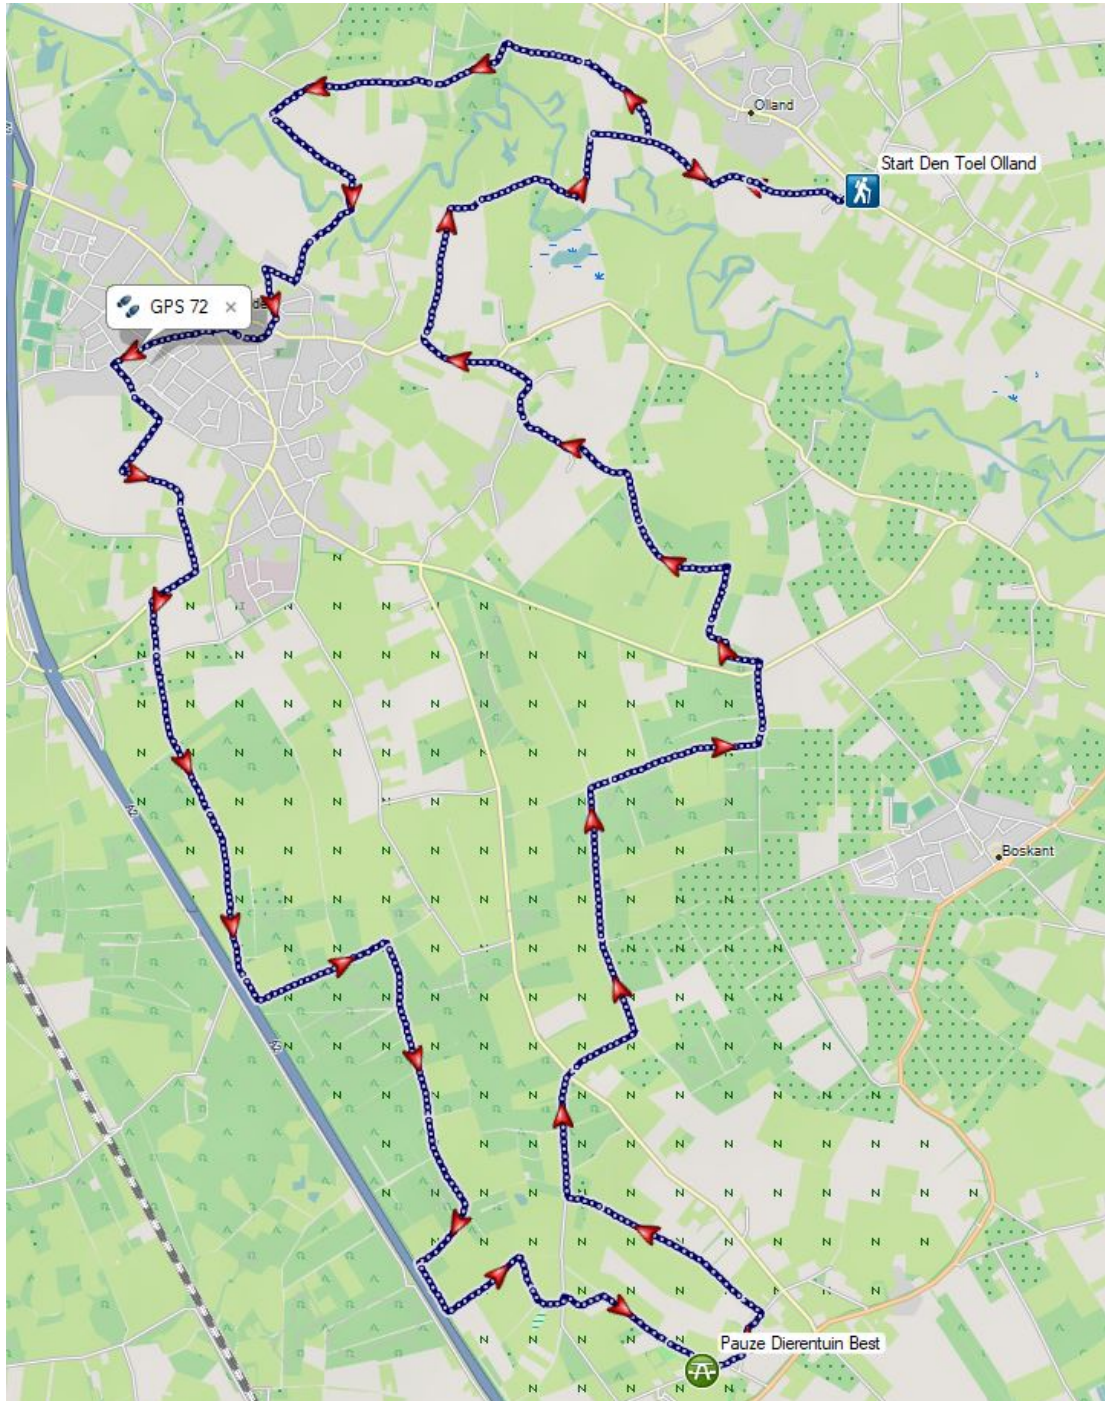 Olland
Start Den Toel Olland
GPS 72
Boskant
Pauze Dierentuin Best